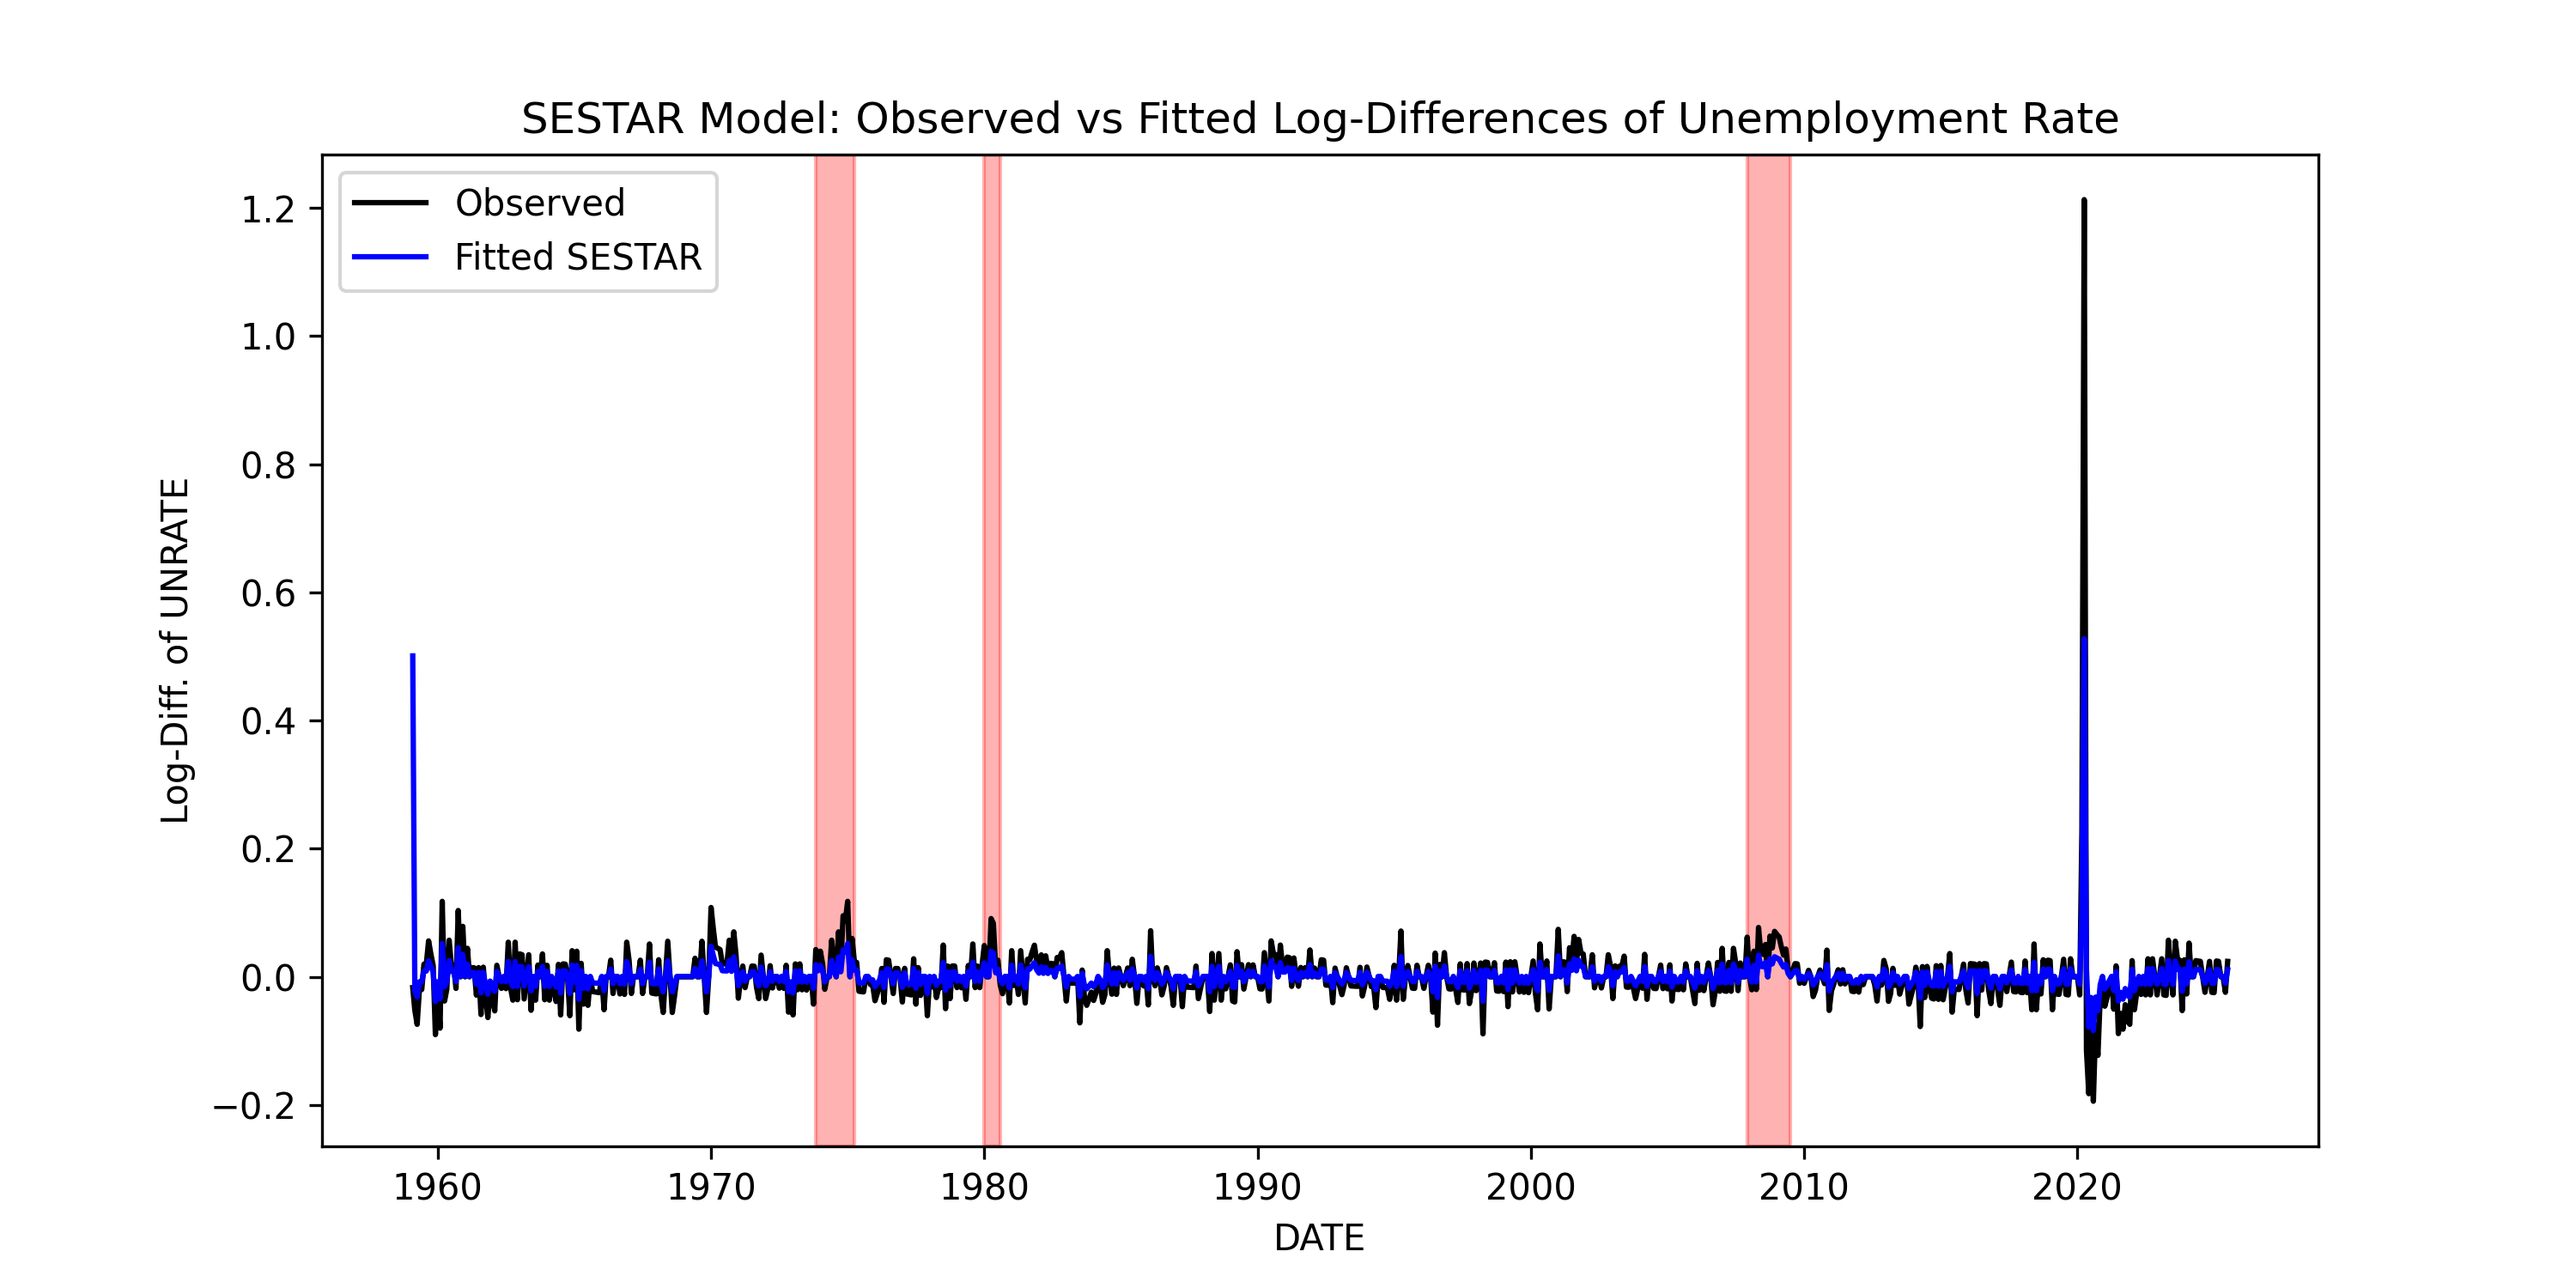 SESTAR Model: Observed vs Fitted Log-Differences of Unemployment Rate
Observed
Fitted SESTAR
1.2
1.0
0.8
0.6
0.4
0.2
0.0
−0.2
Log-Diff. of UNRATE
1960 1970 1980 1990 2000 2010 2020
DATE